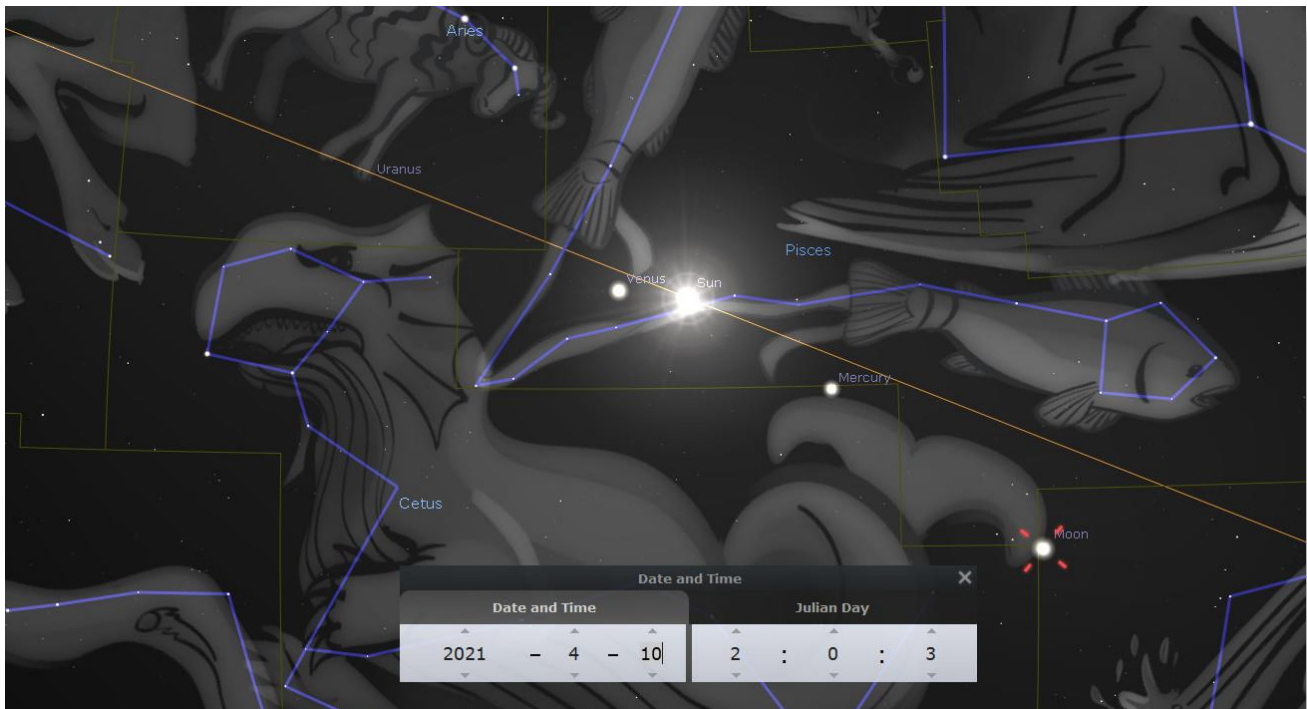 Aries
Uranus
Pisces
Venus
Sun
Mercury
Cetus
Moon
Date and Time
Date and Time
Julian Day
2021 – 4 – 10 2 : 0 : 3